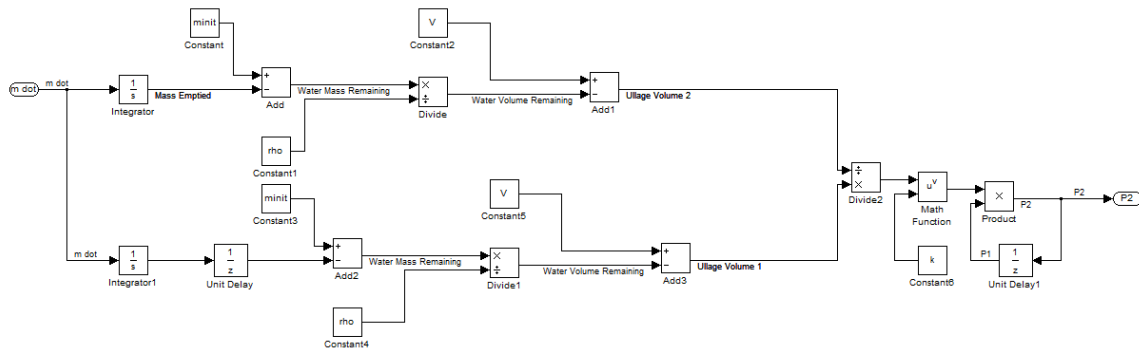 minit
Constant
V
Constant2
m dot
m dot
1
s
Integrator
Mass Emptied
+
−
Add
Water Mass Remaining
×
÷
Divide
Water Volume Remaining
+
−
Add1
Ullage Volume 2
rho
Constant1
minit
Constant3
V
Constant5
÷
×
Divide2
u^v
Math
Function
×
Product
P2
P2
P2
m dot
1
s
Integrator1
1
z
Unit Delay
+
−
Add2
Water Mass Remaining
×
÷
Divide1
Water Volume Remaining
+
−
Add3
Ullage Volume 1
k
Constant6
P1
1
z
Unit Delay1
rho
Constant4